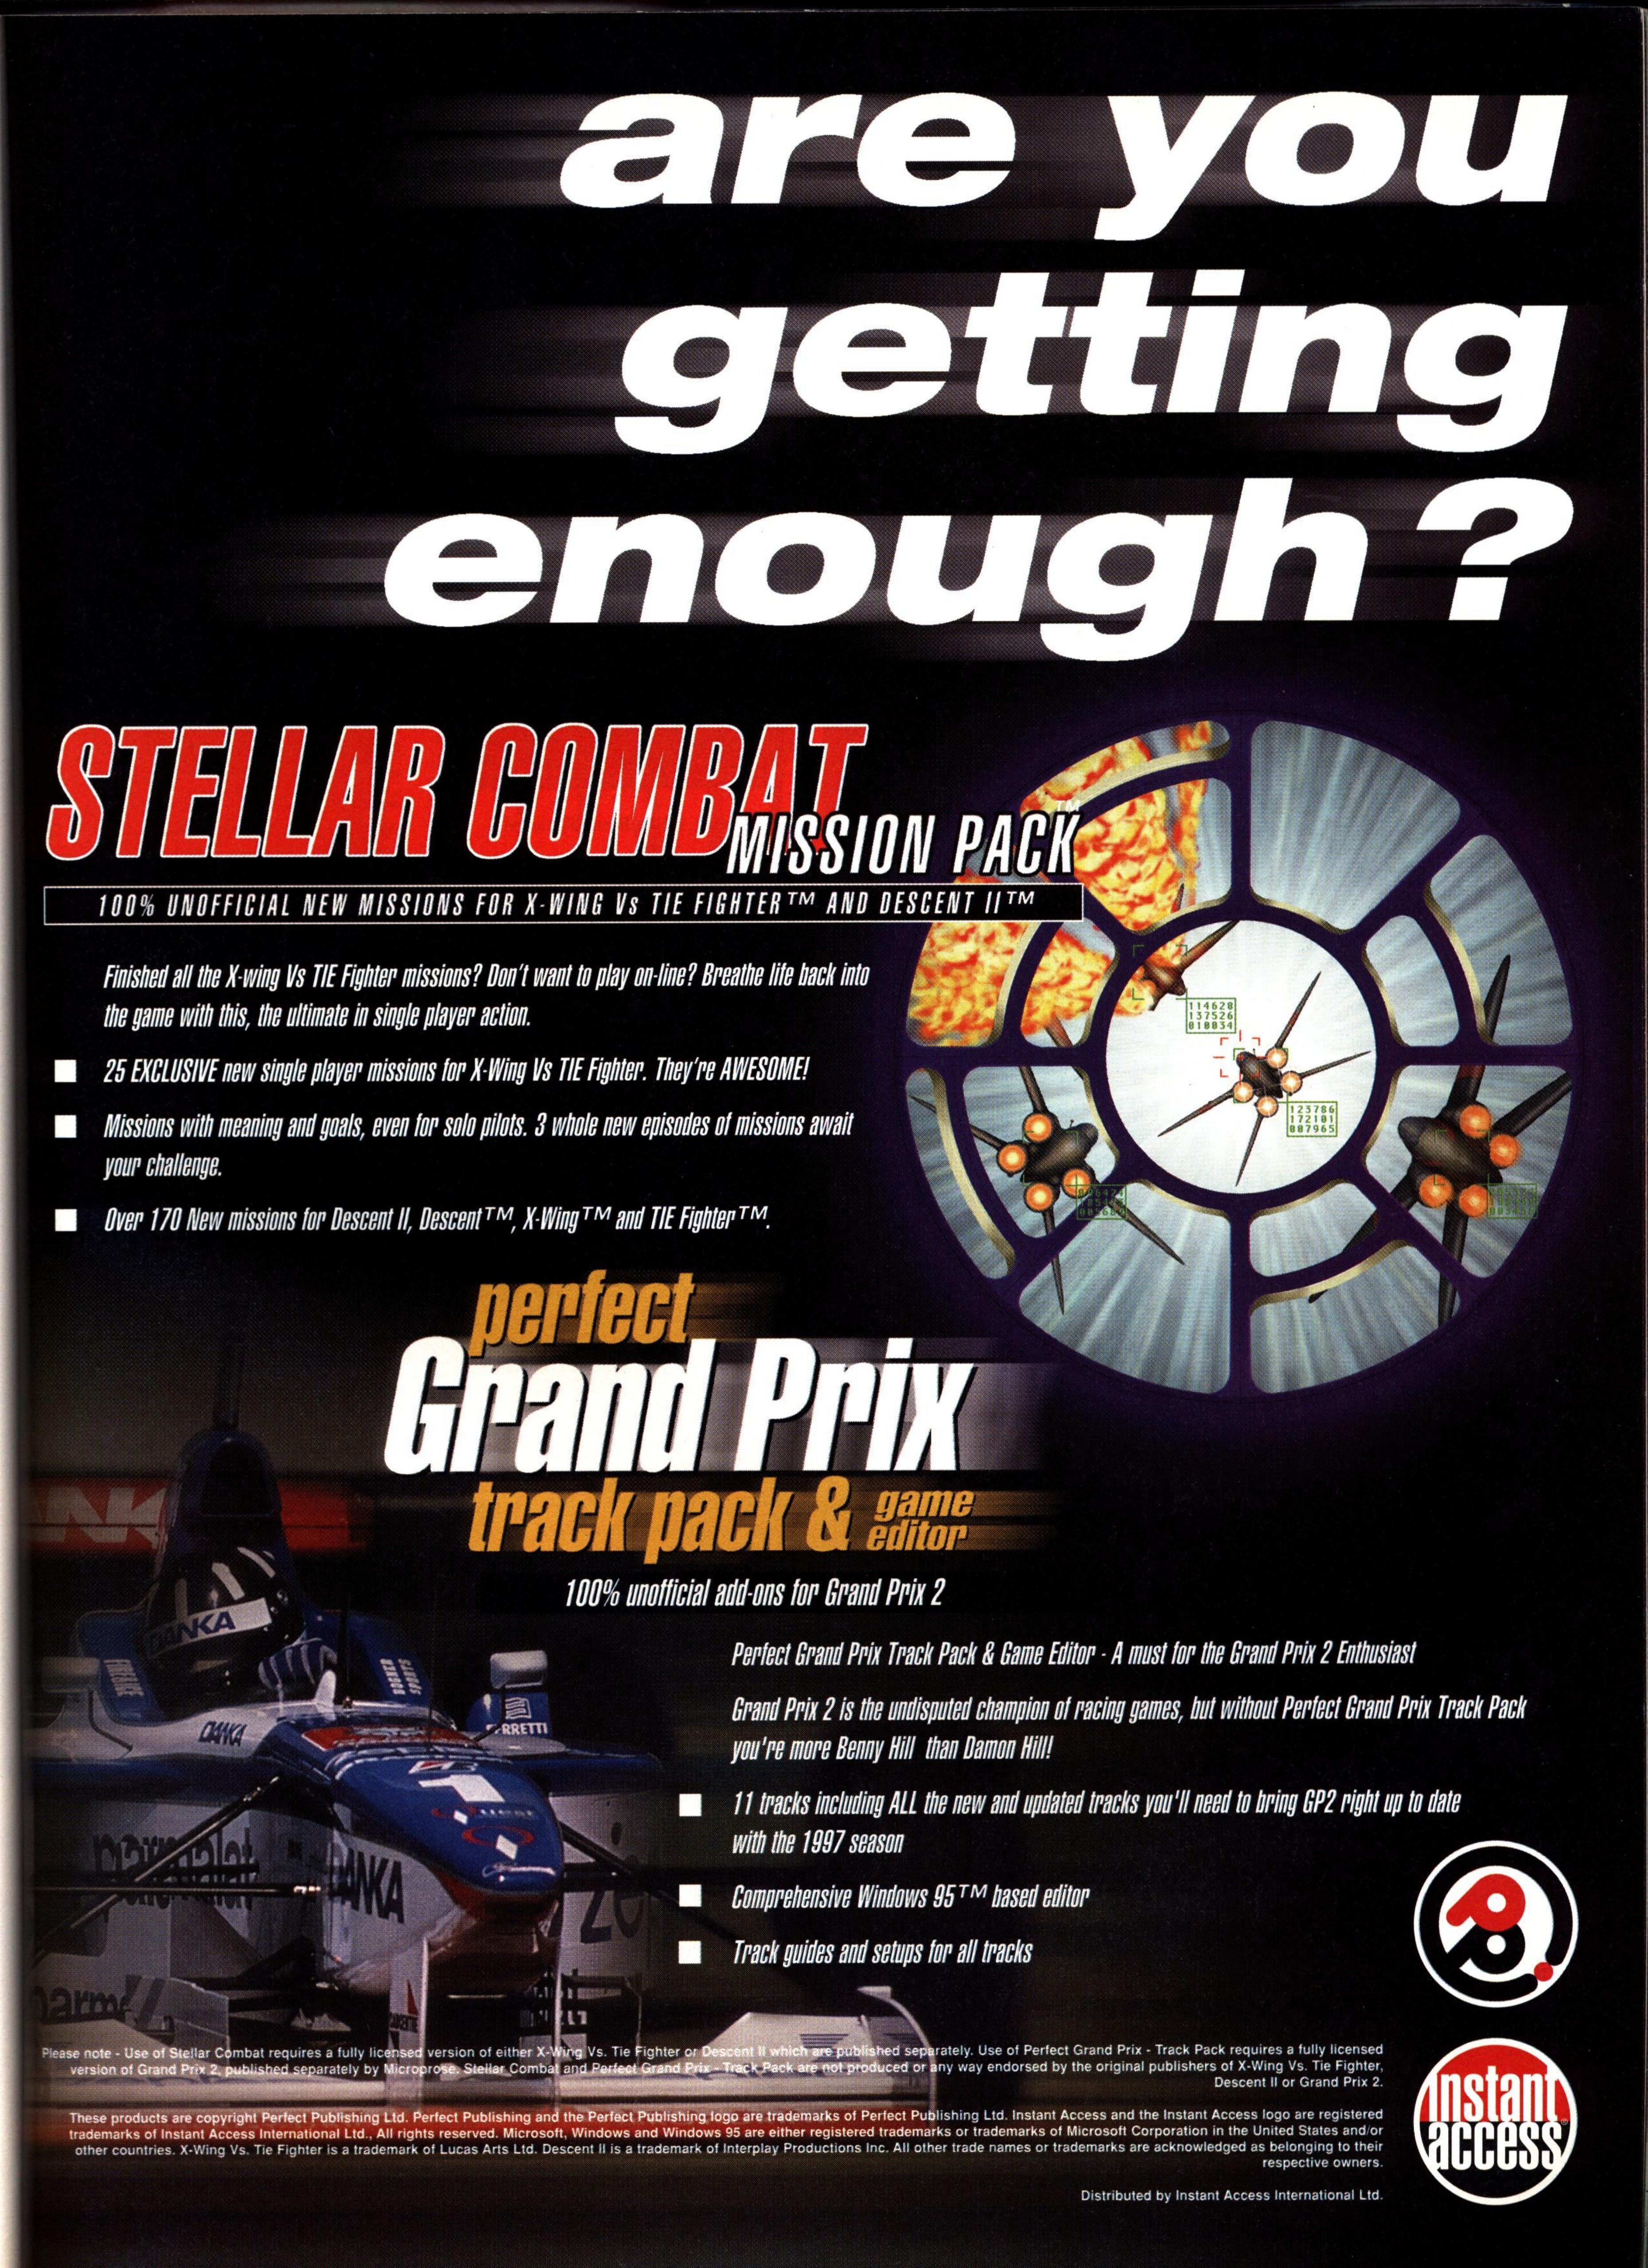 are you
getting
enough?
STELLAR COMBAT
MISSION PACK™
100% UNOFFICIAL NEW MISSIONS FOR X-WING Vs TIE FIGHTER™ AND DESCENT II™
Finished all the X-wing Vs TIE Fighter missions? Don't want to play on-line? Breathe life back into
the game with this, the ultimate in single player action.
25 EXCLUSIVE new single player missions for X-Wing Vs TIE Fighter. They're AWESOME!
Missions with meaning and goals, even for solo pilots. 3 whole new episodes of missions await
your challenge.
Over 170 New missions for Descent II, Descent™, X-Wing™ and TIE Fighter™.
114628
137526
018034
123786
172101
007965
perfect
Grand Prix
track pack & game
editor
100% unofficial add-ons for Grand Prix 2
DANKA
BOGNER
SPORTS
DANKA
1
parmalat
Perfect Grand Prix Track Pack & Game Editor - A must for the Grand Prix 2 Enthusiast
Grand Prix 2 is the undisputed champion of racing games, but without Perfect Grand Prix Track Pack
you're more Benny Hill than Damon Hill!
11 tracks including ALL the new and updated tracks you'll need to bring GP2 right up to date
with the 1997 season
Comprehensive Windows 95™ based editor
Track guides and setups for all tracks
Please note - Use of Stellar Combat requires a fully licensed version of either X-Wing Vs. Tie Fighter or Descent II which are published separately. Use of Perfect Grand Prix - Track Pack requires a fully licensed
version of Grand Prix 2, published separately by Microprose. Stellar Combat and Perfect Grand Prix - Track Pack are not produced or any way endorsed by the original publishers of X-Wing Vs. Tie Fighter,
Descent II or Grand Prix 2.
These products are copyright Perfect Publishing Ltd. Perfect Publishing and the Perfect Publishing logo are trademarks of Perfect Publishing Ltd. Instant Access and the Instant Access logo are registered
trademarks of Instant Access International Ltd., All rights reserved. Microsoft, Windows and Windows 95 are either registered trademarks or trademarks of Microsoft Corporation in the United States and/or
other countries. X-Wing Vs. Tie Fighter is a trademark of Lucas Arts Ltd. Descent II is a trademark of Interplay Productions Inc. All other trade names or trademarks are acknowledged as belonging to their
respective owners.
Distributed by Instant Access International Ltd.
instant
access®